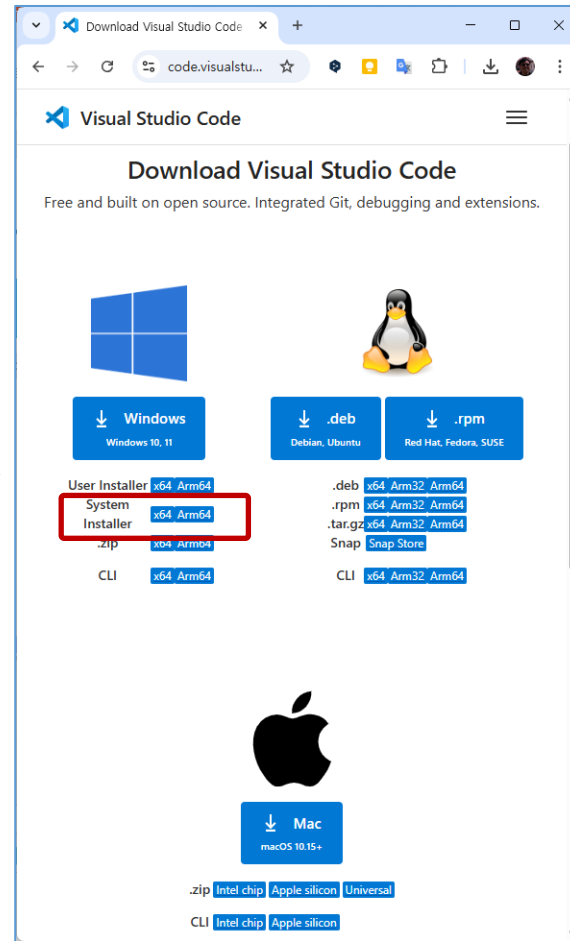 Download Visual Studio Code
code.visualstu...
Visual Studio Code
Download Visual Studio Code
Free and built on open source. Integrated Git, debugging and extensions.
Windows
Windows 10, 11
.deb
Debian, Ubuntu
.rpm
Red Hat, Fedora, SUSE
User Installer x64 Arm64
System Installer x64 Arm64
.zip x64 Arm64
CLI x64 Arm64
.deb x64 Arm32 Arm64
.rpm x64 Arm32 Arm64
.tar.gz x64 Arm32 Arm64
Snap Snap Store
CLI x64 Arm32 Arm64
Mac
macOS 10.15+
.zip Intel chip Apple silicon Universal
CLI Intel chip Apple silicon